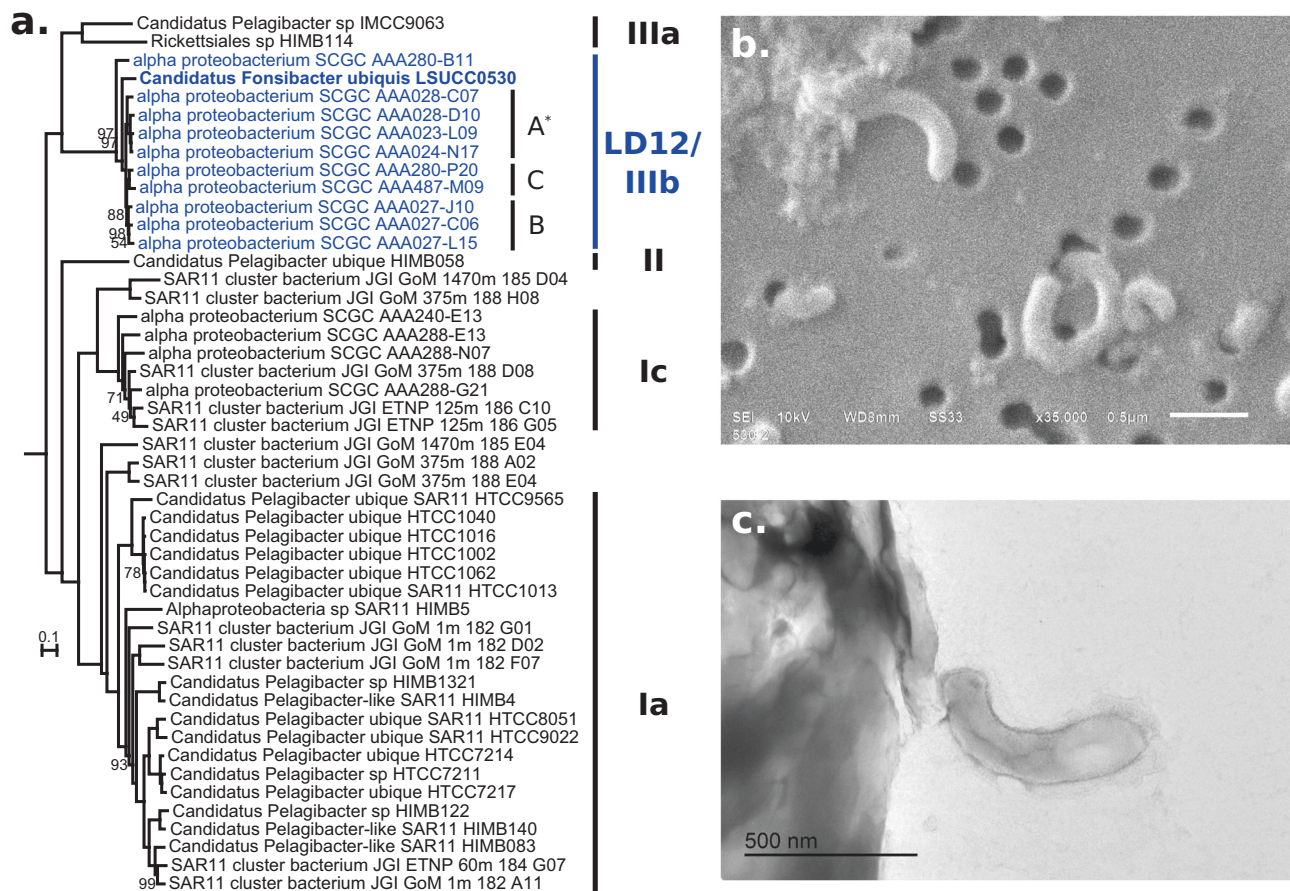 a.
Candidatus Pelagibacter sp IMCC9063
Rickettsiales sp HIMB114
IIIa
alpha proteobacterium SCGC AAA280-B11
Candidatus Fonsibacter ubiquis LSUCC0530
alpha proteobacterium SCGC AAA028-C07
alpha proteobacterium SCGC AAA028-D10
alpha proteobacterium SCGC AAA023-L09
alpha proteobacterium SCGC AAA024-N17
97
97
A*
alpha proteobacterium SCGC AAA280-P20
alpha proteobacterium SCGC AAA487-M09
C
alpha proteobacterium SCGC AAA027-J10
alpha proteobacterium SCGC AAA027-C06
alpha proteobacterium SCGC AAA027-L15
88
98
54
B
LD12/
IIIb
Candidatus Pelagibacter ubique HIMB058
II
SAR11 cluster bacterium JGI GoM 1470m 185 D04
SAR11 cluster bacterium JGI GoM 375m 188 H08
alpha proteobacterium SCGC AAA240-E13
alpha proteobacterium SCGC AAA288-E13
alpha proteobacterium SCGC AAA288-N07
SAR11 cluster bacterium JGI GoM 375m 188 D08
alpha proteobacterium SCGC AAA288-G21
SAR11 cluster bacterium JGI ETNP 125m 186 C10
SAR11 cluster bacterium JGI ETNP 125m 186 G05
71
49
Ic
SAR11 cluster bacterium JGI GoM 1470m 185 E04
SAR11 cluster bacterium JGI GoM 375m 188 A02
SAR11 cluster bacterium JGI GoM 375m 188 E04
Candidatus Pelagibacter ubique SAR11 HTCC9565
Candidatus Pelagibacter ubique HTCC1040
Candidatus Pelagibacter ubique HTCC1016
Candidatus Pelagibacter ubique HTCC1002
Candidatus Pelagibacter ubique HTCC1062
Candidatus Pelagibacter ubique SAR11 HTCC1013
78
Alphaproteobacteria sp SAR11 HIMB5
SAR11 cluster bacterium JGI GoM 1m 182 G01
SAR11 cluster bacterium JGI GoM 1m 182 D02
SAR11 cluster bacterium JGI GoM 1m 182 F07
Candidatus Pelagibacter sp HIMB1321
Candidatus Pelagibacter-like SAR11 HIMB4
Candidatus Pelagibacter ubique SAR11 HTCC8051
Candidatus Pelagibacter ubique SAR11 HTCC9022
Candidatus Pelagibacter ubique HTCC7214
Candidatus Pelagibacter sp HTCC7211
Candidatus Pelagibacter ubique HTCC7217
93
Candidatus Pelagibacter sp HIMB122
Candidatus Pelagibacter-like SAR11 HIMB140
Candidatus Pelagibacter-like SAR11 HIMB083
SAR11 cluster bacterium JGI ETNP 60m 184 G07
SAR11 cluster bacterium JGI GoM 1m 182 A11
99
Ia
0.1
b.
SEI 10kV WD8mm SS33 x35,000 0.5µm
530 2
c.
500 nm